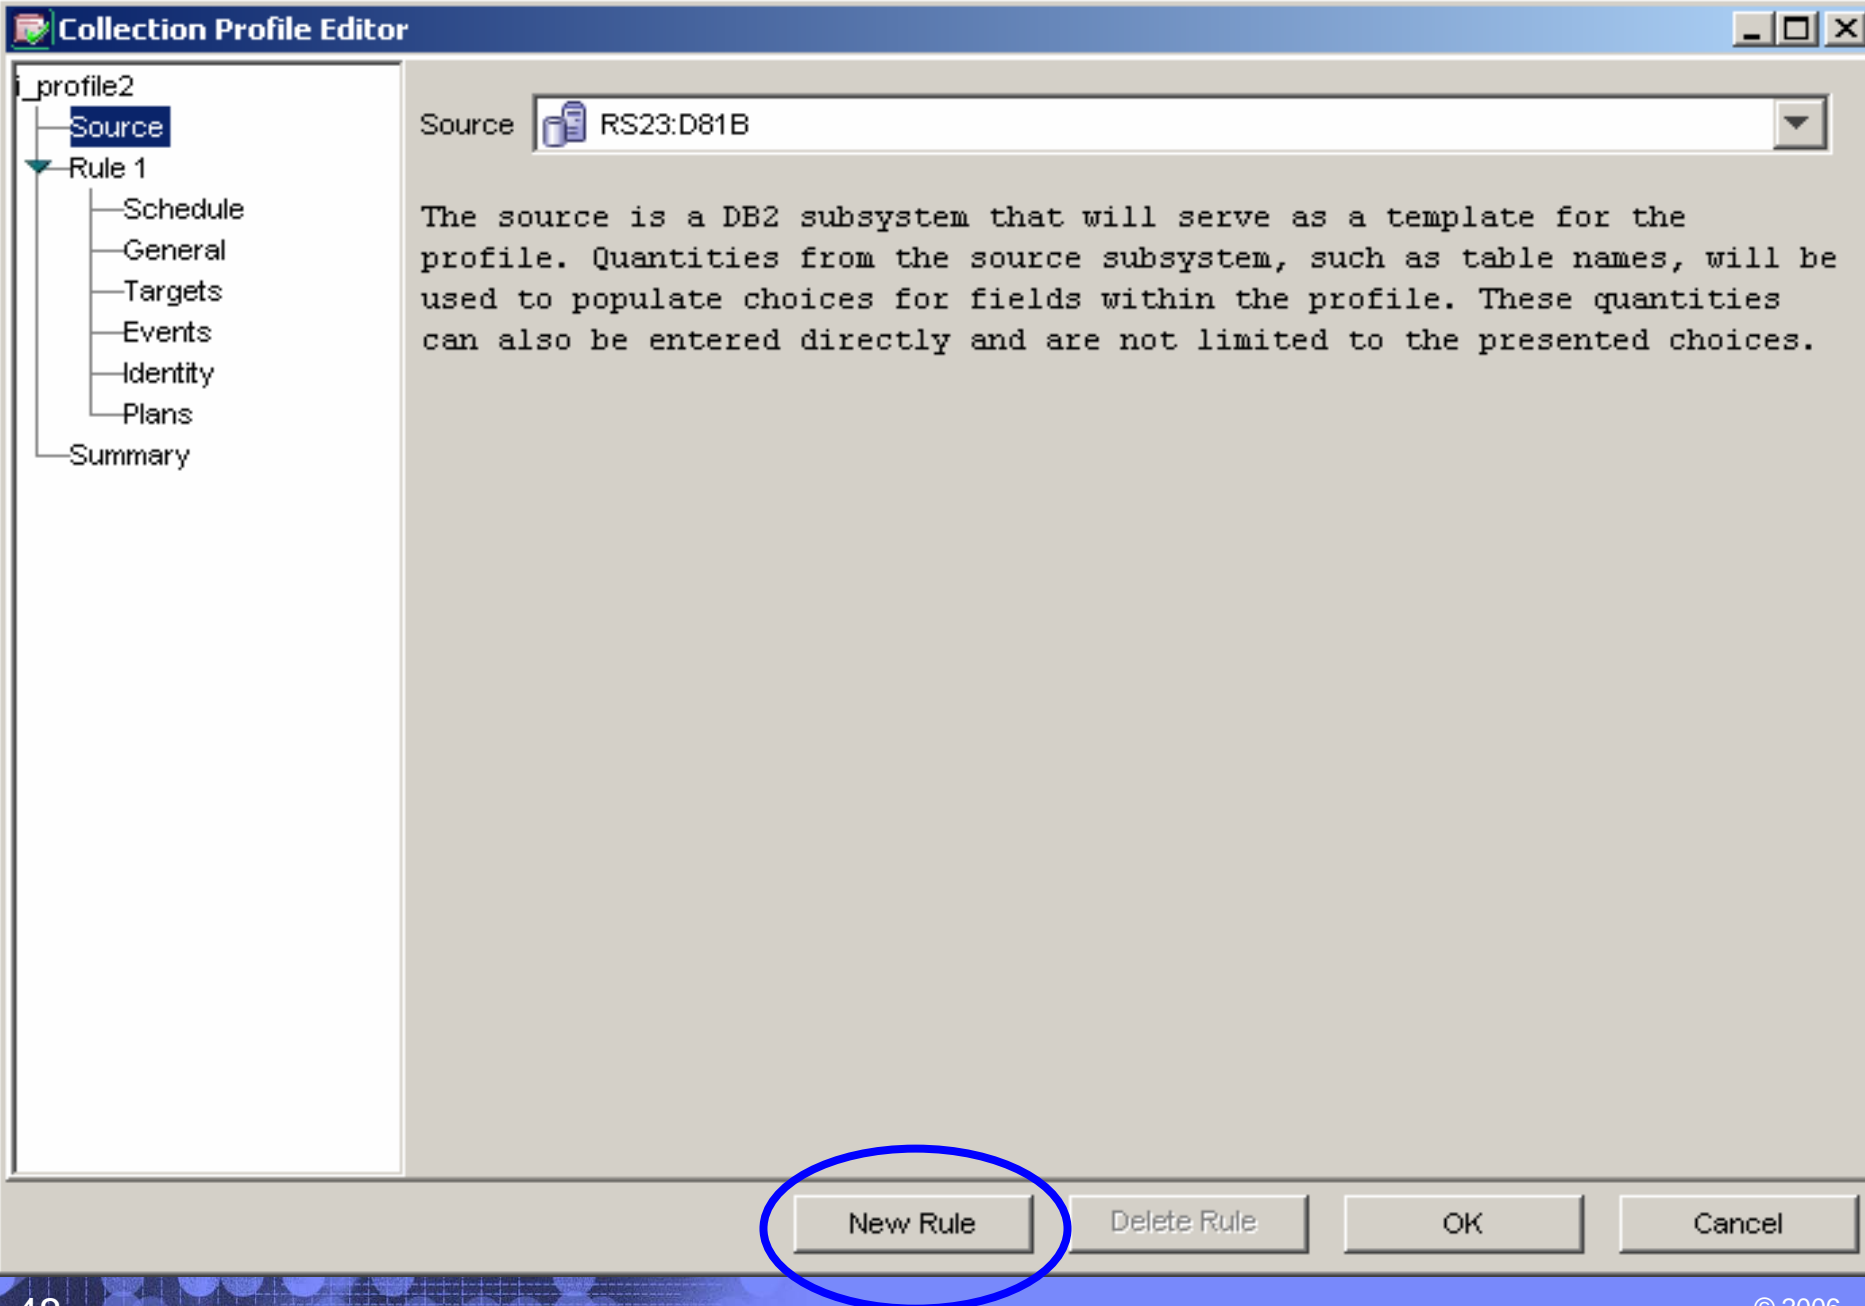 Collection Profile Editor
i_profile2
Source
Rule 1
Schedule
General
Targets
Events
Identity
Plans
Summary
Source RS23:D81B
The source is a DB2 subsystem that will serve as a template for the
profile. Quantities from the source subsystem, such as table names, will be
used to populate choices for fields within the profile. These quantities
can also be entered directly and are not limited to the presented choices.
New Rule Delete Rule OK Cancel
© 2006